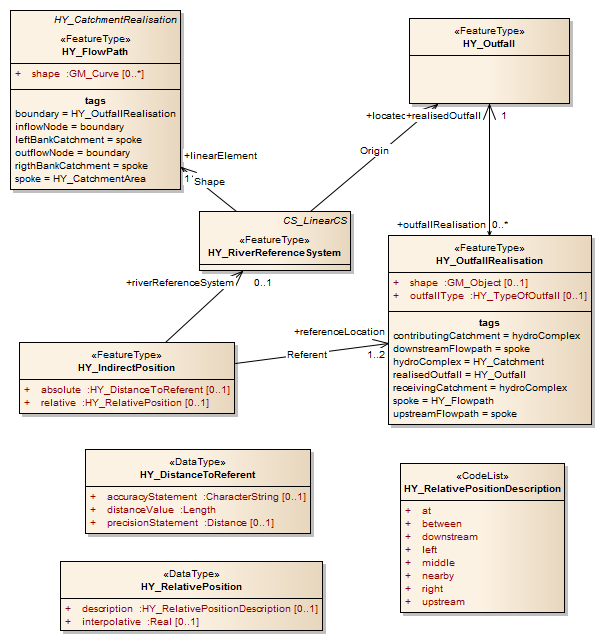 HY_CatchmentRealisation
«FeatureType»
HY_FlowPath
+ shape :GM_Curve [0..*]
tags
boundary = HY_OutfallRealisation
inflowNode = boundary
leftBankCatchment = spoke
outflowNode = boundary
rigthBankCatchment = spoke
spoke = HY_CatchmentArea
«FeatureType»
HY_Outfall
+realisedOutfall
1
Origin
+linearElement
1
Shape
CS_LinearCS
«FeatureType»
HY_RiverReferenceSystem
+outfallRealisation 0..*
«FeatureType»
HY_OutfallRealisation
+ shape :GM_Object [0..1]
+ outfallType :HY_TypeOfOutfall [0..1]
tags
contributingCatchment = hydroComplex
downstreamFlowpath = spoke
hydroComplex = HY_Catchment
realisedOutfall = HY_Outfall
receivingCatchment = hydroComplex
spoke = HY_Flowpath
upstreamFlowpath = spoke
+riverReferenceSystem 0..1
+referenceLocation
Referent 1..2
«FeatureType»
HY_IndirectPosition
+ absolute :HY_DistanceToReferent [0..1]
+ relative :HY_RelativePosition [0..1]
«DataType»
HY_DistanceToReferent
+ accuracyStatement :CharacterString [0..1]
+ distanceValue :Length
+ precisionStatement :Distance [0..1]
«CodeList»
HY_RelativePositionDescription
+ at
+ between
+ downstream
+ left
+ middle
+ nearby
+ right
+ upstream
«DataType»
HY_RelativePosition
+ description :HY_RelativePositionDescription [0..1]
+ interpolative :Real [0..1]